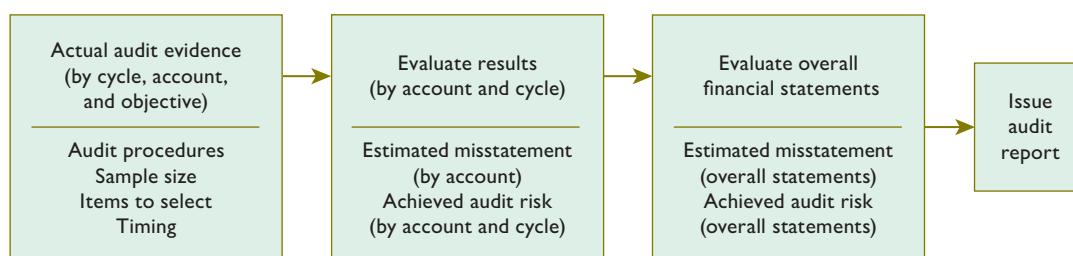 Actual audit evidence
(by cycle, account,
and objective)
Audit procedures
Sample size
Items to select
Timing
Evaluate results
(by account and cycle)
Estimated misstatement
(by account)
Achieved audit risk
(by account and cycle)
Evaluate overall
financial statements
Estimated misstatement
(overall statements)
Achieved audit risk
(overall statements)
Issue
audit
report